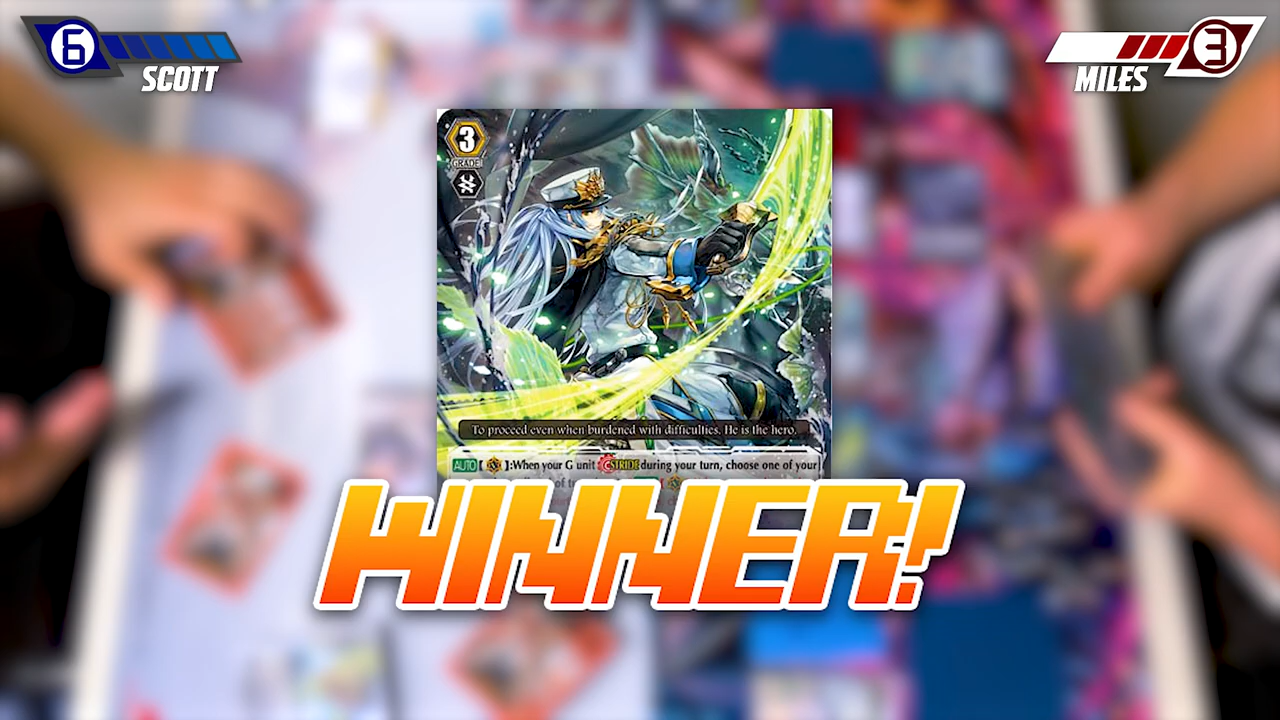 6
SCOTT
3
MILES
3
GRADE
To proceed even when burdened with difficulties. He is the hero.
AUTO [ ]:When your G unit STRIDE during your turn, choose one of your
WINNER!